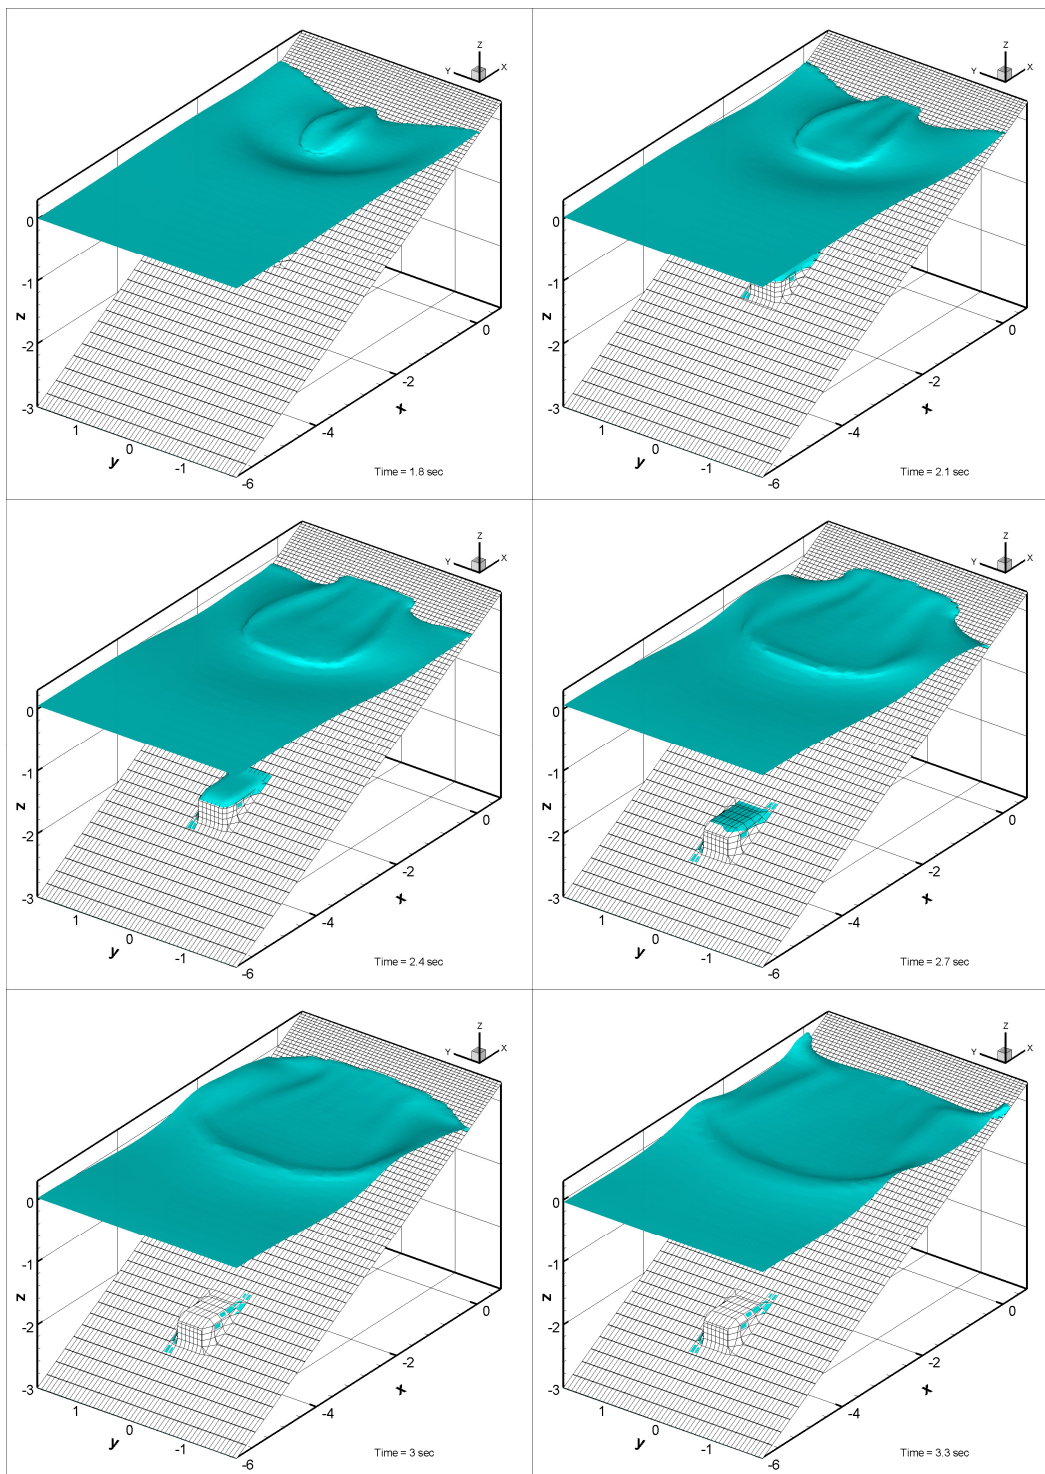 Z
Y X
0
-1
z
-2
-3
1
0
y
-1
-6
-4
x
-2
0
Time = 1.8 sec
Z
Y X
0
-1
z
-2
-3
1
0
y
-1
-6
-4
x
-2
0
Time = 2.1 sec
Z
Y X
0
-1
z
-2
-3
1
0
y
-1
-6
-4
x
-2
0
Time = 2.4 sec
Z
Y X
0
-1
z
-2
-3
1
0
y
-1
-6
-4
x
-2
0
Time = 2.7 sec
Z
Y X
0
-1
z
-2
-3
1
0
y
-1
-6
-4
x
-2
0
Time = 3 sec
Z
Y X
0
-1
z
-2
-3
1
0
y
-1
-6
-4
x
-2
0
Time = 3.3 sec